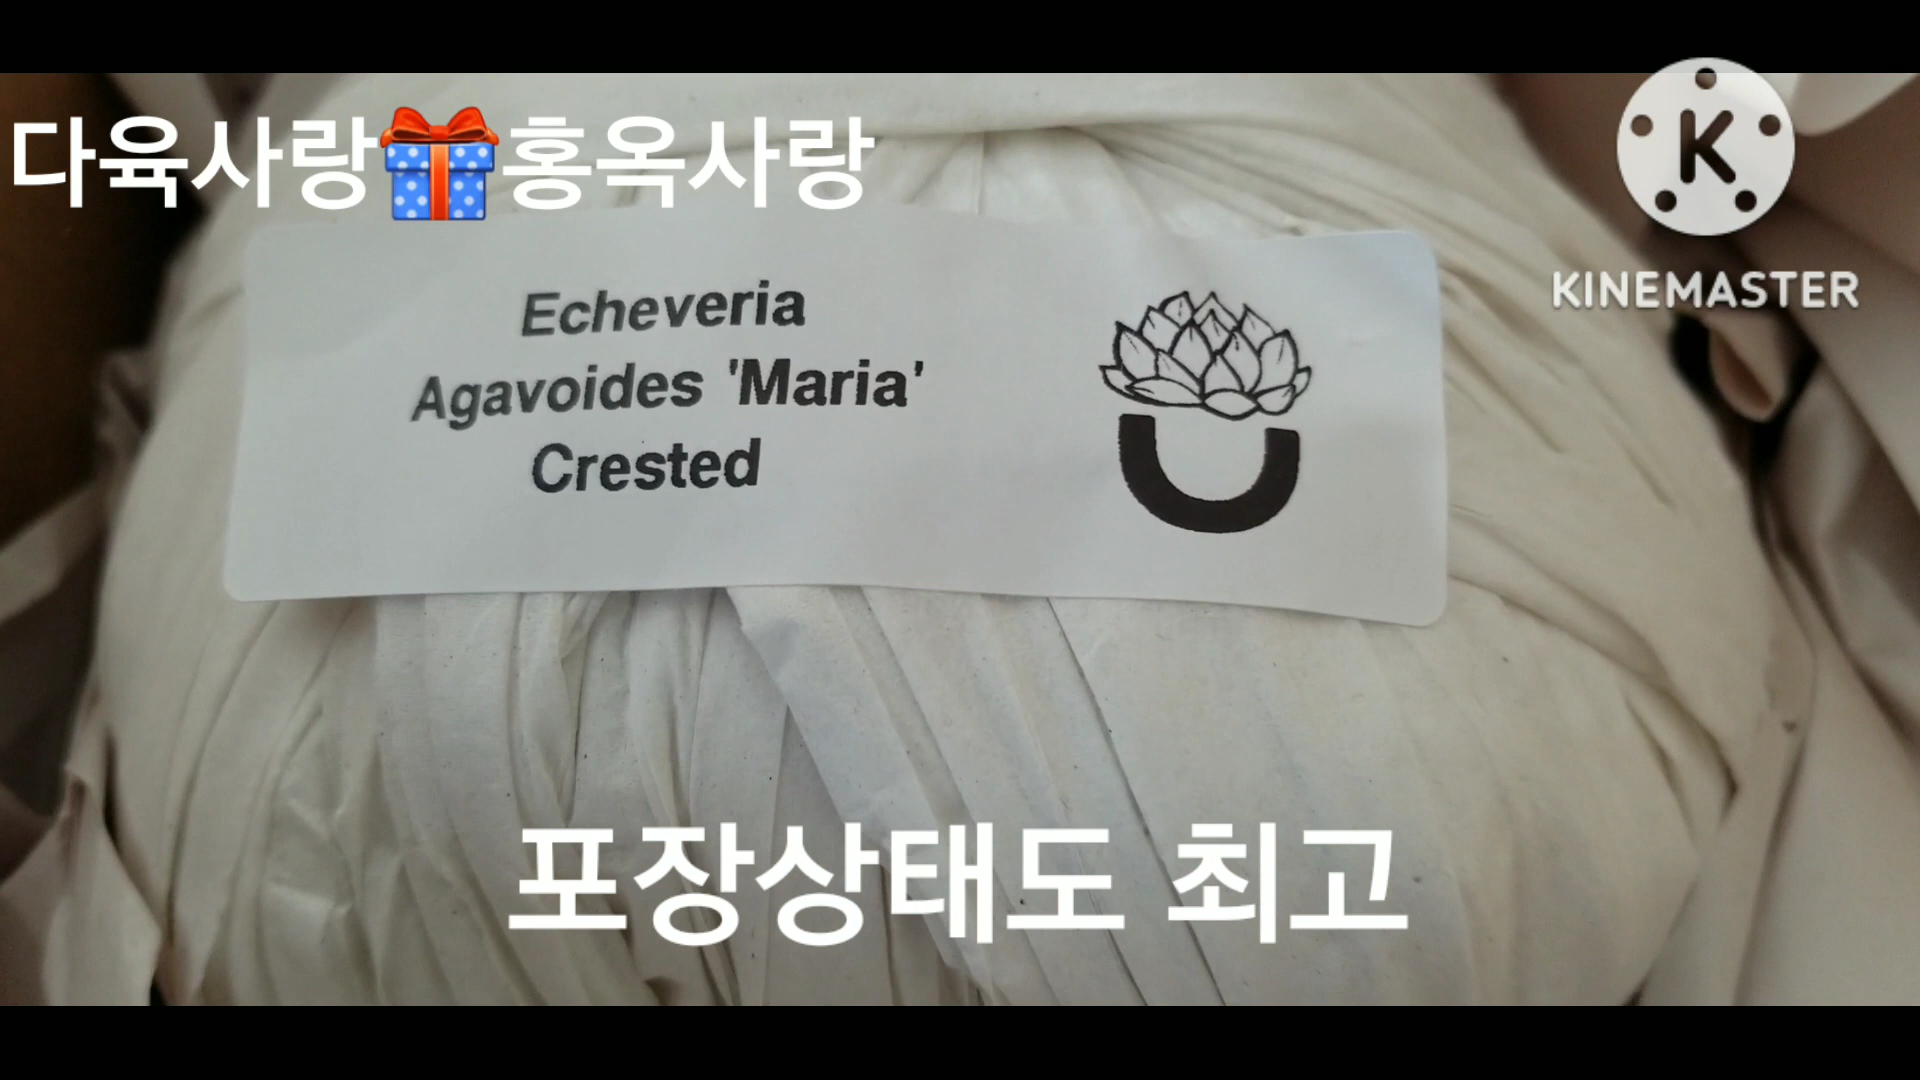 다육사랑🎁홍옥사랑
K
KINEMASTER
Echeveria
Agavoides 'Maria'
Crested
포장상태도 최고